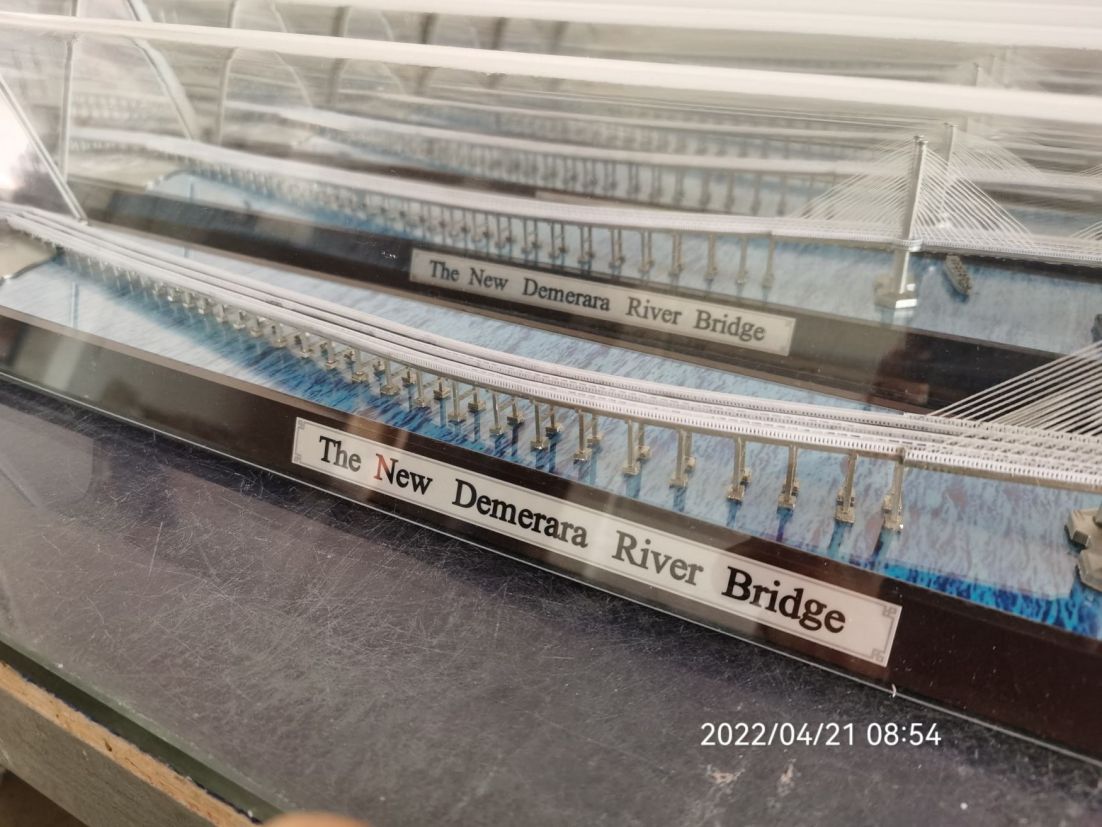 The New Demerara River Bridge
The New Demerara River Bridge
2022/04/21 08:54